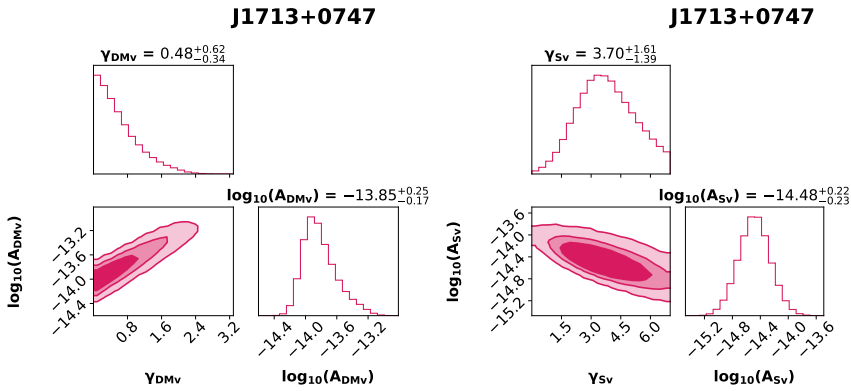 J1713+0747
γDMv = 0.48+0.62−0.34
log10(ADMv) = −13.85+0.25−0.17
log10(ADMv)
−13.2
−13.6
−14.0
−14.4
0.8 1.6 2.4 3.2
γDMv
−14.4 −14.0 −13.6 −13.2
log10(ADMv)
J1713+0747
γSv = 3.70+1.61−1.39
log10(ASv) = −14.48+0.22−0.23
log10(ASv)
−13.6
−14.0
−14.4
−14.8
−15.2
1.5 3.0 4.5 6.0
γSv
−15.2 −14.8 −14.4 −14.0 −13.6
log10(ASv)